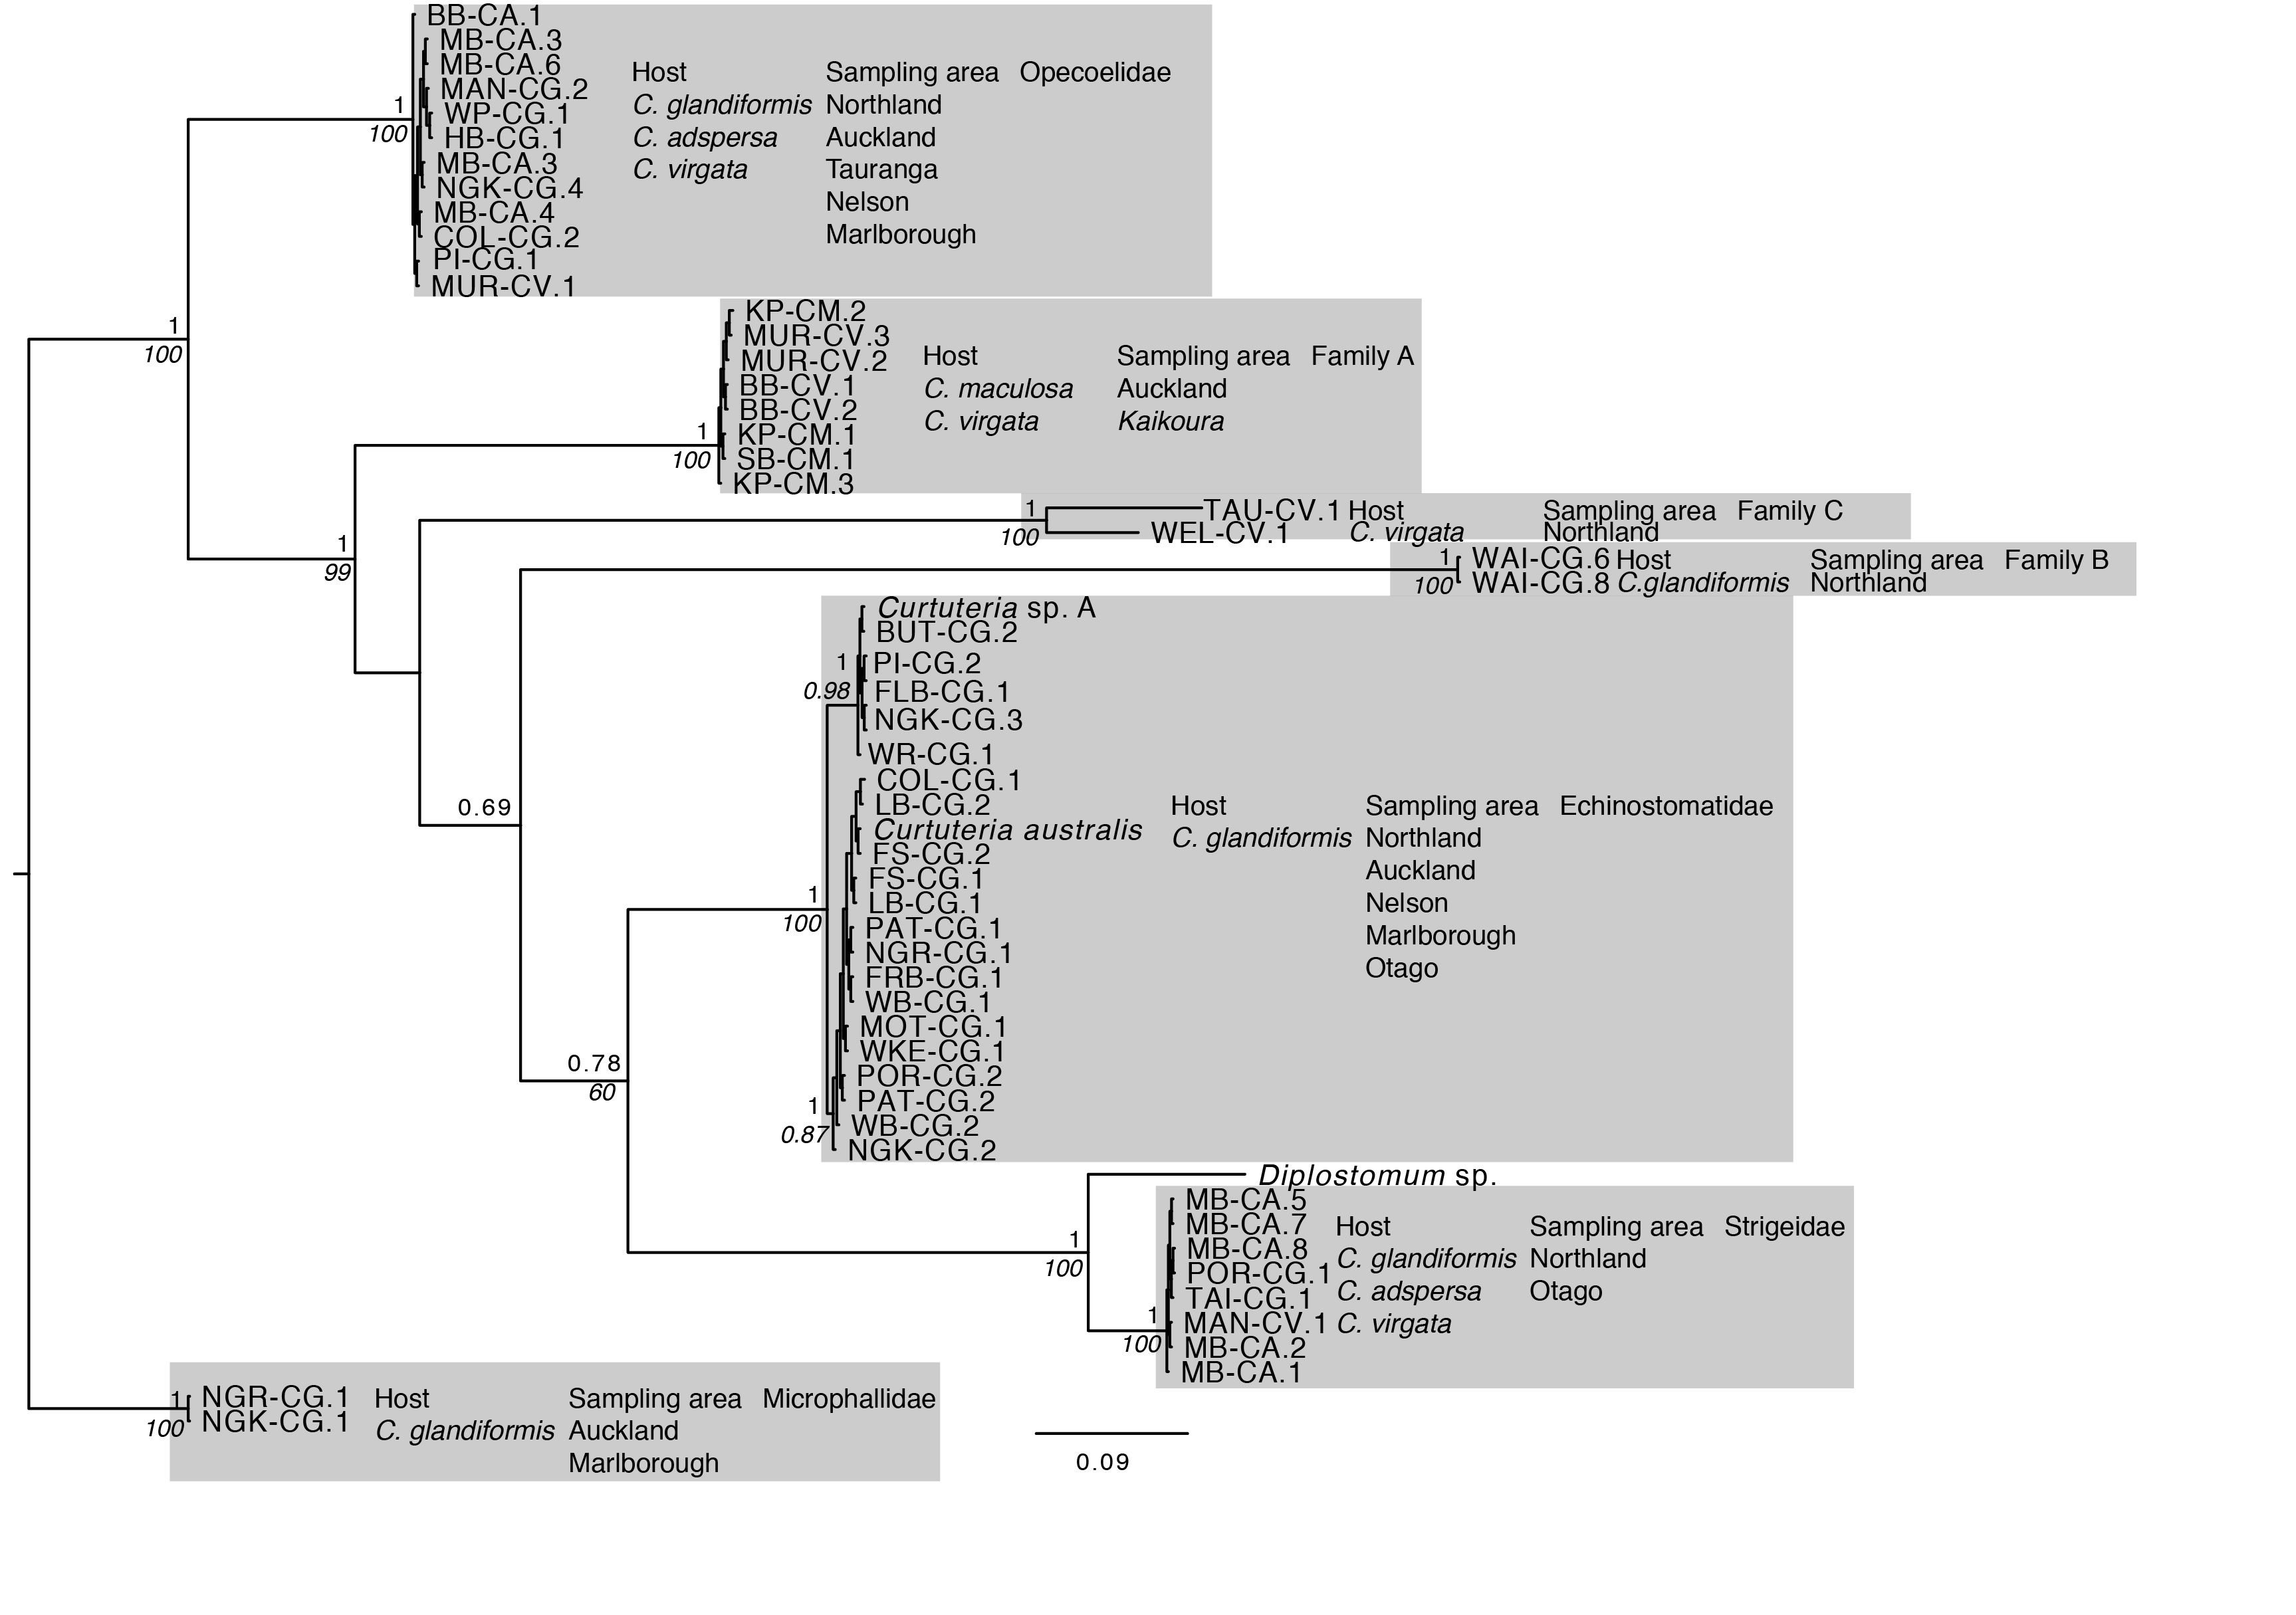 BB-CA.1
MB-CA.3
MB-CA.6
MAN-CG.2
WP-CG.1
HB-CG.1
MB-CA.3
NGK-CG.4
MB-CA.4
COL-CG.2
PI-CG.1
MUR-CV.1
Host Sampling area Opecoelidae
C. glandiformis Northland
C. adspersa Auckland
C. virgata Tauranga
Nelson
Marlborough
1
100
1
100
KP-CM.2
MUR-CV.3
MUR-CV.2
BB-CV.1
BB-CV.2
KP-CM.1
SB-CM.1
KP-CM.3
Host Sampling area Family A
C. maculosa Auckland
C. virgata Kaikoura
1
100
1
99
1
100
TAU-CV.1 Host Sampling area Family C
WEL-CV.1 C. virgata Northland
1
100
WAI-CG.6 Host Sampling area Family B
WAI-CG.8 C.glandiformis Northland
Curtuteria sp. A
BUT-CG.2
PI-CG.2
FLB-CG.1
NGK-CG.3
WR-CG.1
1
0.98
COL-CG.1
LB-CG.2
Curtuteria australis
FS-CG.2
FS-CG.1
LB-CG.1
PAT-CG.1
NGR-CG.1
FRB-CG.1
WB-CG.1
MOT-CG.1
WKE-CG.1
POR-CG.2
PAT-CG.2
WB-CG.2
NGK-CG.2
Host Sampling area Echinostomatidae
C. glandiformis Northland
Auckland
Nelson
Marlborough
Otago
0.69
1
100
0.78
60
1
0.87
Diplostomum sp.
MB-CA.5
MB-CA.7
MB-CA.8
POR-CG.1
TAI-CG.1
MAN-CV.1
MB-CA.2
MB-CA.1
Host Sampling area Strigeidae
C. glandiformis Northland
C. adspersa Otago
C. virgata
1
100
1
100
1
100
NGR-CG.1
NGK-CG.1
Host Sampling area Microphallidae
C. glandiformis Auckland
Marlborough
0.09